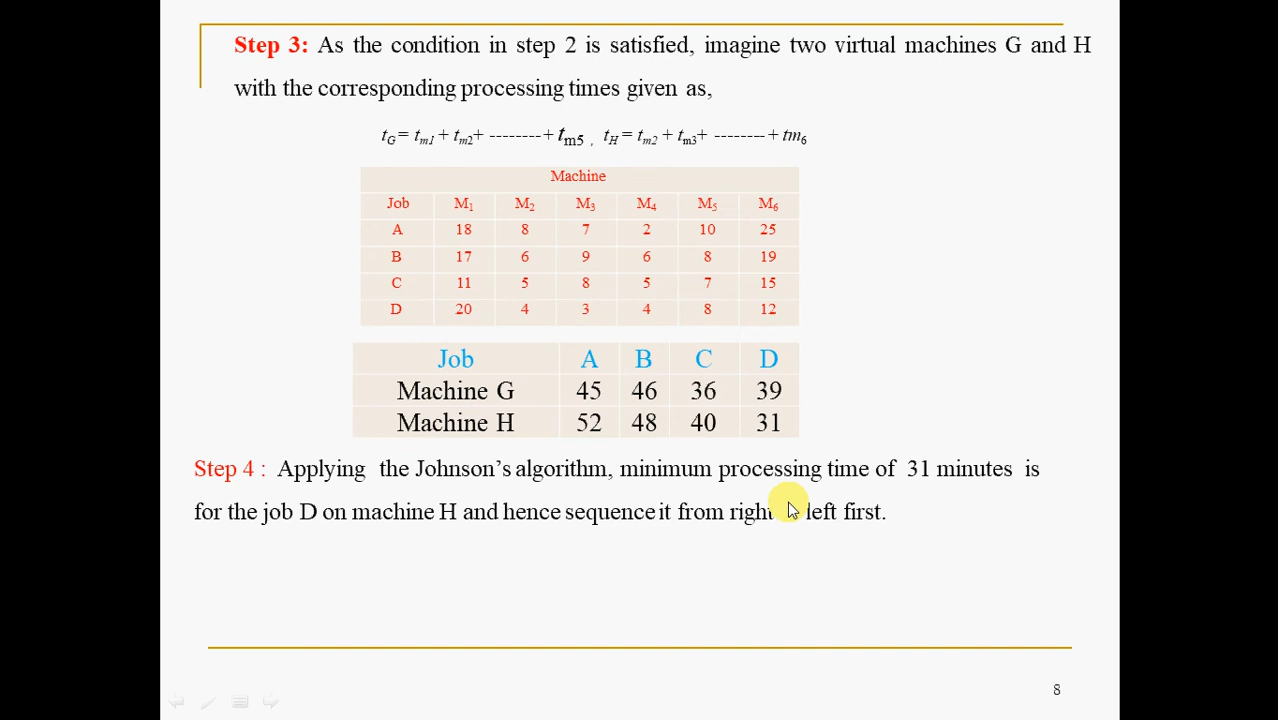 Step 3: As the condition in step 2 is satisfied, imagine two virtual machines G and H
with the corresponding processing times given as,
tG = tm1 + tm2+ --------+ tm5 , tH = tm2 + tm3+ --------+ tm6
Machine
Job M1 M2 M3 M4 M5 M6
A 18 8 7 2 10 25
B 17 6 9 6 8 19
C 11 5 8 5 7 15
D 20 4 3 4 8 12
Job A B C D
Machine G 45 46 36 39
Machine H 52 48 40 31
Step 4 : Applying the Johnson's algorithm, minimum processing time of 31 minutes is
for the job D on machine H and hence sequence it from right left first.
8